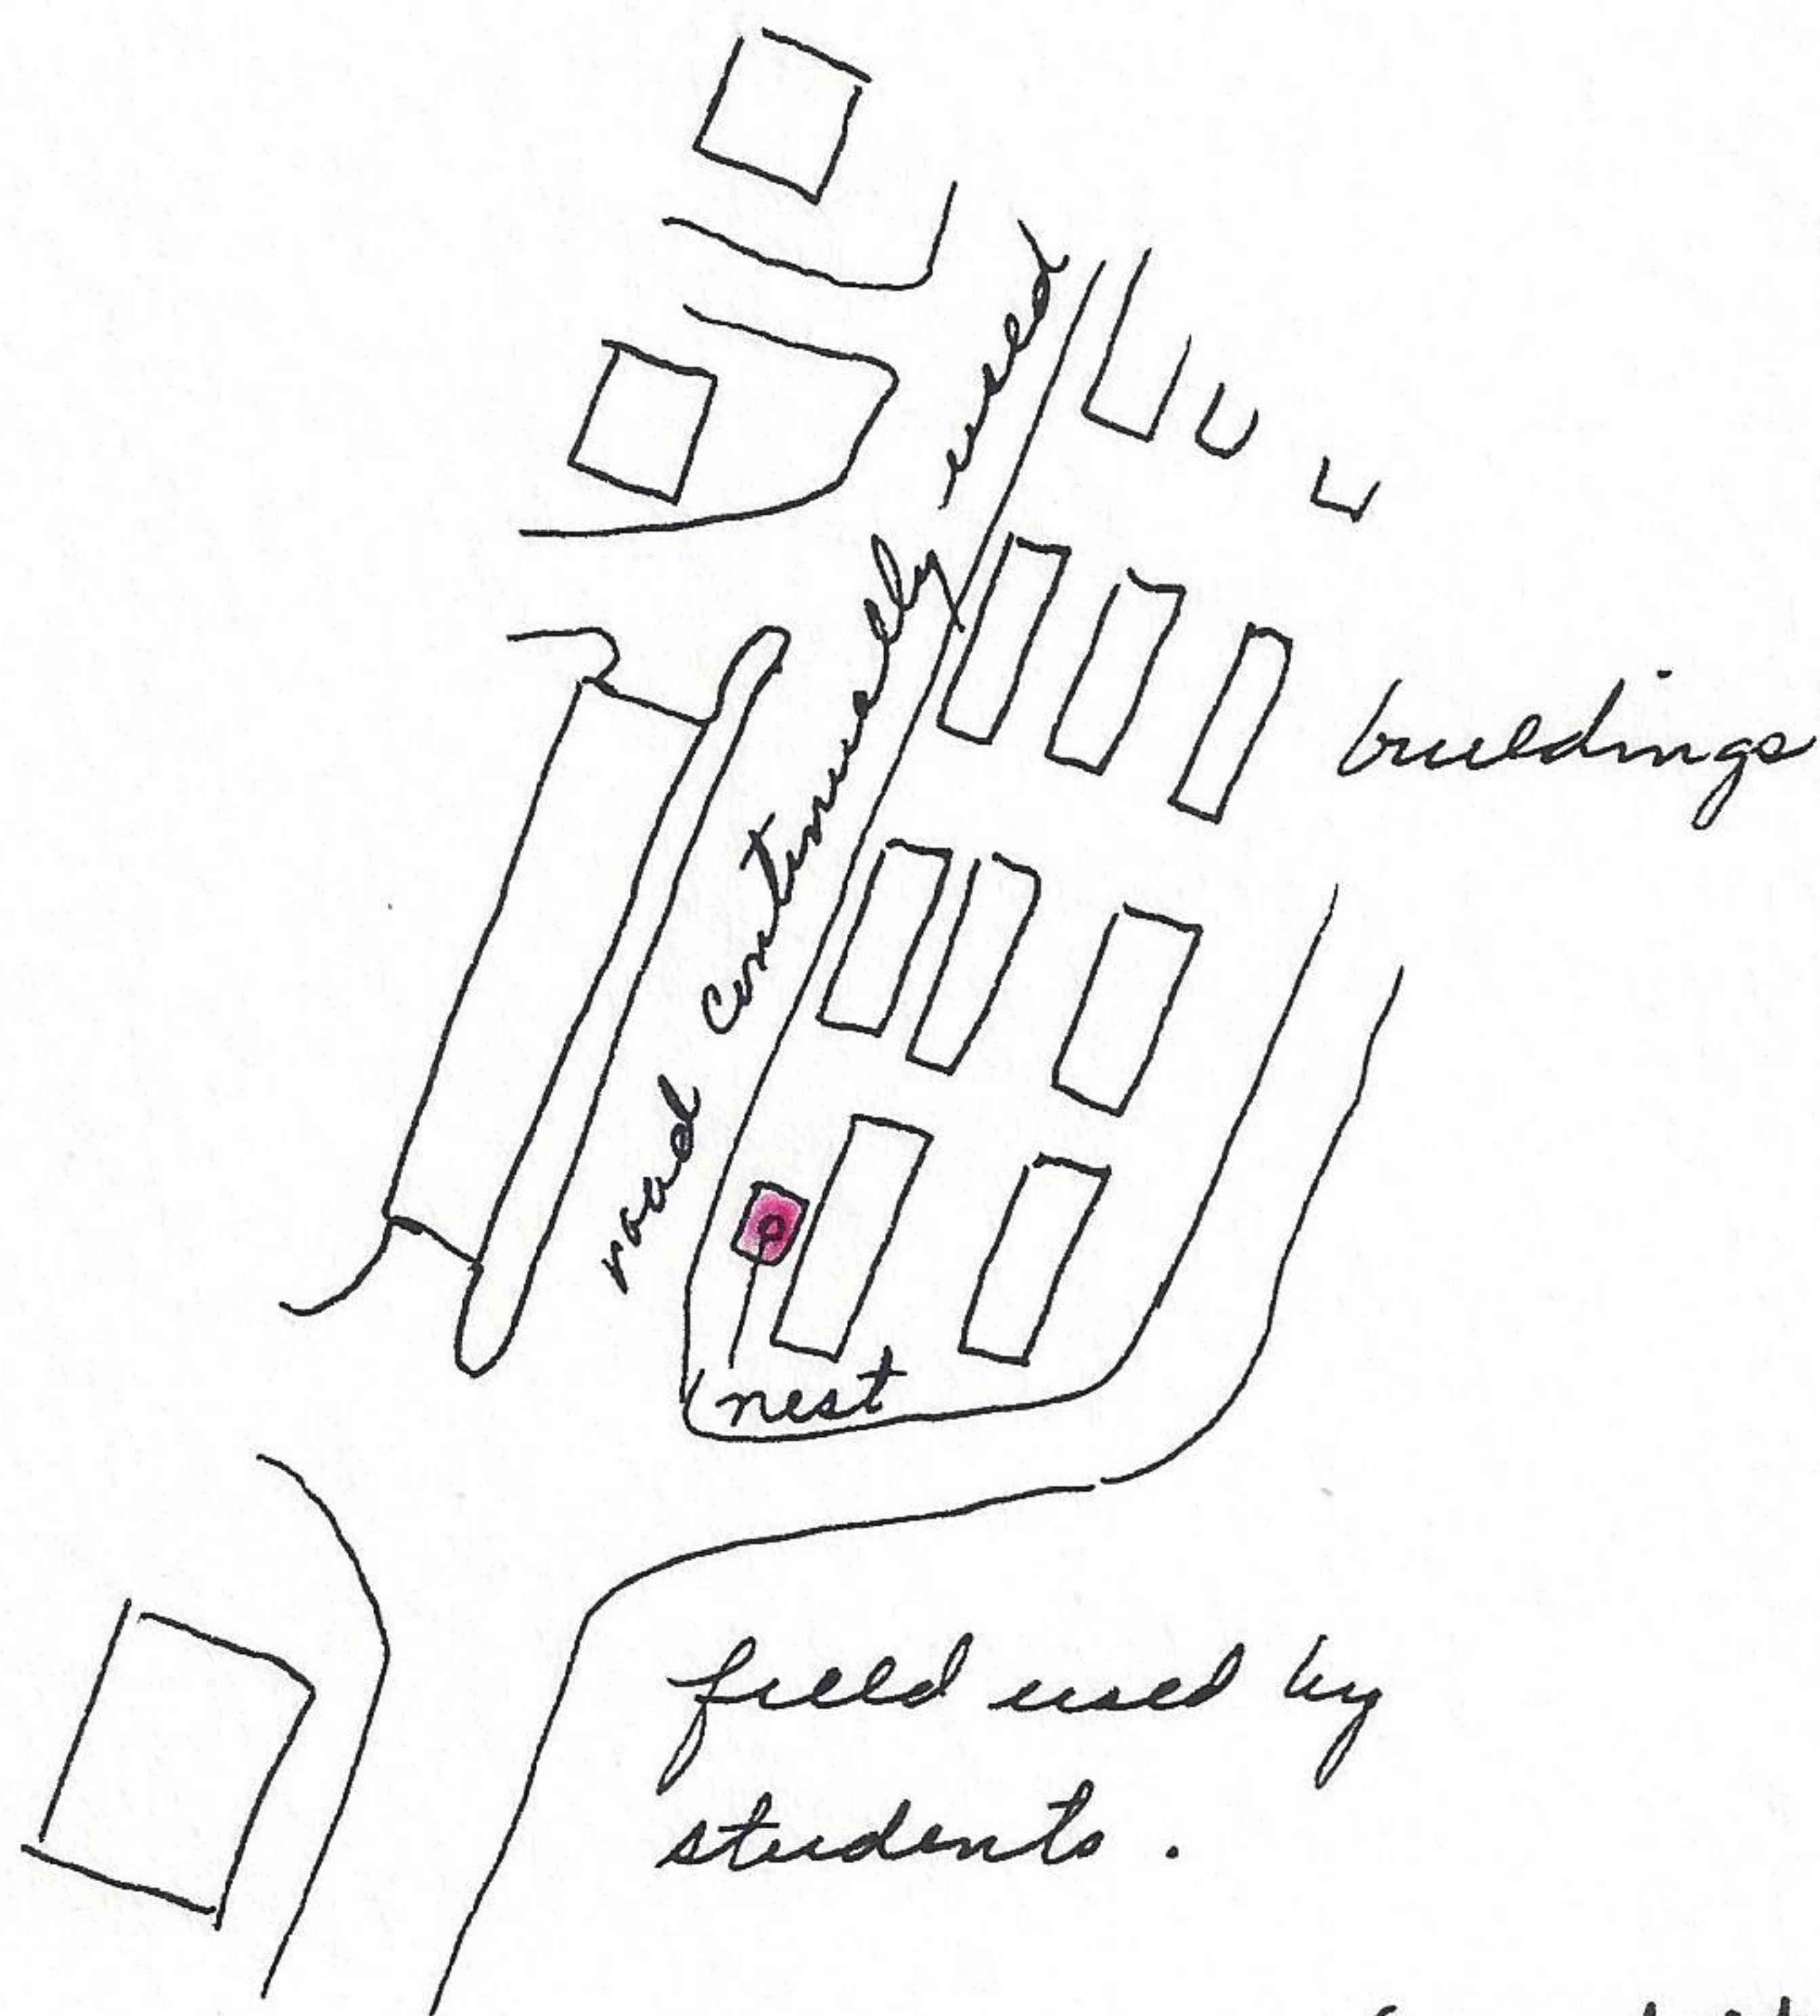 road continually used
buildings
nest
field used by
students.